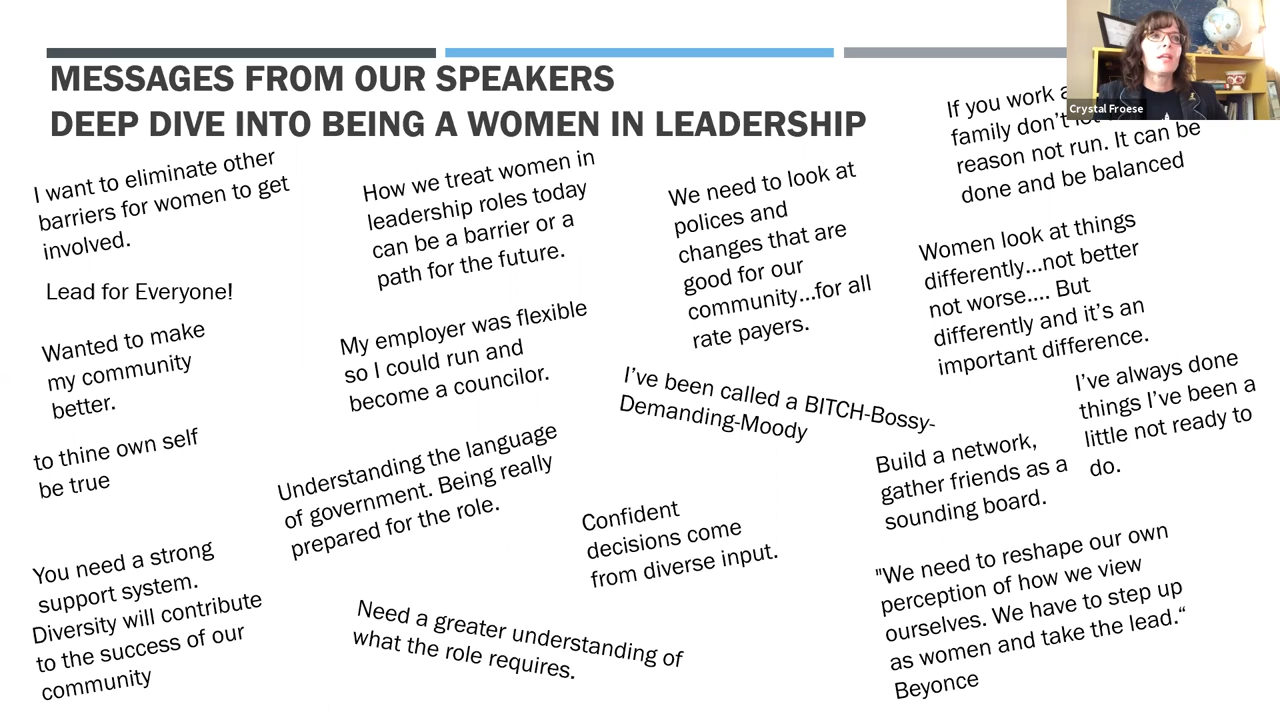 MESSAGES FROM OUR SPEAKERS
DEEP DIVE INTO BEING A WOMEN IN LEADERSHIP
Crystal Froese
I want to eliminate other
barriers for women to get
involved.
Lead for Everyone!
Wanted to make
my community
better.
to thine own self
be true
You need a strong
support system.
Diversity will contribute
to the success of our
community
How we treat women in
leadership roles today
can be a barrier or a
path for the future.
My employer was flexible
so I could run and
become a councilor.
Understanding the language
of government. Being really
prepared for the role.
Need a greater understanding of
what the role requires.
We need to look at
polices and
changes that are
good for our
community...for all
rate payers.
I've been called a BITCH-Bossy-
Demanding-Moody
Confident
decisions come
from diverse input.
If you work
family don't
reason not run. It can be
done and be balanced
Women look at things
differently...not better
not worse.... But
differently and it's an
important difference.
I've always done
things I've been a
little not ready to
do.
Build a network,
gather friends as a
sounding board.
"We need to reshape our own
perception of how we view
ourselves. We have to step up
as women and take the lead."
Beyonce